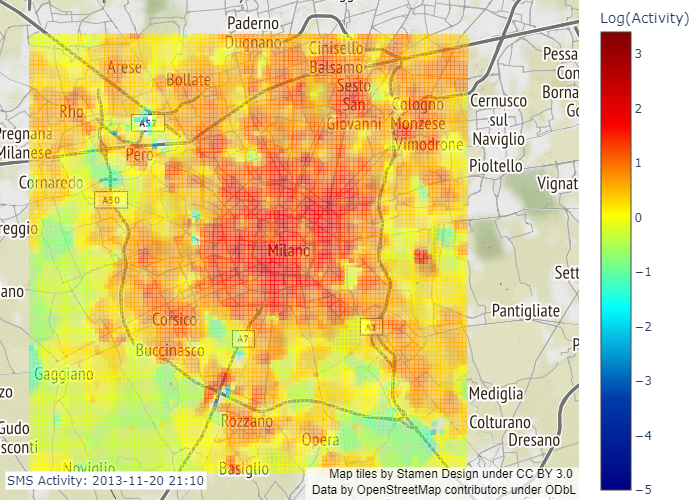 Paderno
Dugnano
Cinisello
Balsamo
Arese
Bollate
Sesto
San
Giovanni
Rho
A52
Cologno
Monzese
Vimodrone
Cernusco
sul
Naviglio
Pessa
Con
Borna
Go
Pregnana
Milanese
Pero
Pioltello
Cornaredo
A50
Vignat
reggio
Milano
Sett
ano
Corsico
Pantigliate
A7
A1
Buccinasco
P
Gaggiano
zo
Mediglia
Rozzano
Colturano
Gudo
sconti
Opera
Dresano
Noviglio
Basiglio
SMS Activity: 2013-11-20 21:10
Map tiles by Stamen Design under CC BY 3.0
Data by OpenStreetMap contributors under ODbL
Log(Activity)
3
2
1
0
−1
−2
−3
−4
−5